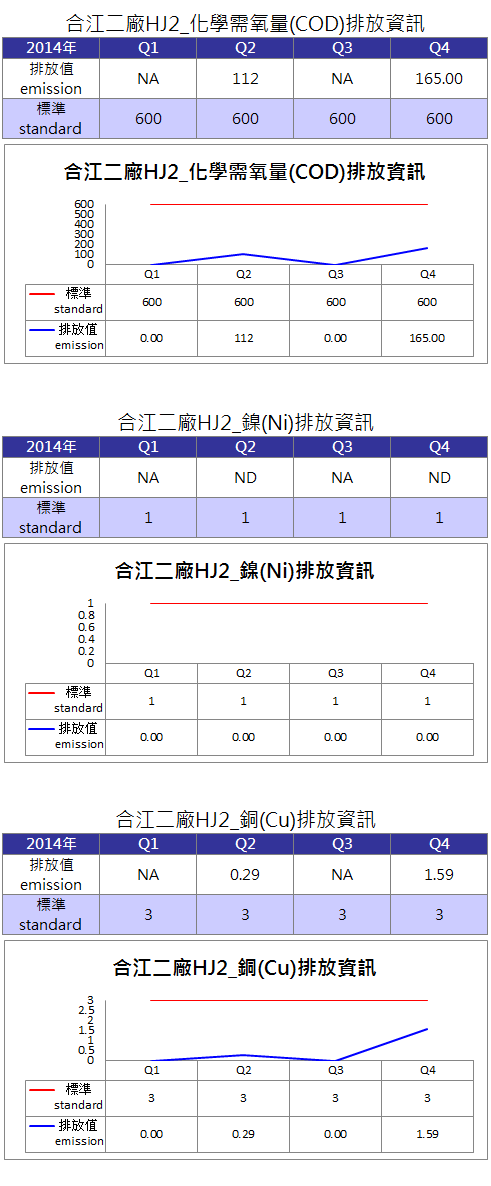 合江二廠HJ2_化學需氧量(COD)排放資訊
2014年 Q1 Q2 Q3 Q4
排放值
emission NA 112 NA 165.00
標準
standard 600 600 600 600
合江二廠HJ2_化學需氧量(COD)排放資訊
600
500
400
300
200
100
0
Q1 Q2 Q3 Q4
標準
standard 600 600 600 600
排放值
emission 0.00 112 0.00 165.00
合江二廠HJ2_鎳(Ni)排放資訊
2014年 Q1 Q2 Q3 Q4
排放值
emission NA ND NA ND
標準
standard 1 1 1 1
合江二廠HJ2_鎳(Ni)排放資訊
1
0.8
0.6
0.4
0.2
0
Q1 Q2 Q3 Q4
標準
standard 1 1 1 1
排放值
emission 0.00 0.00 0.00 0.00
合江二廠HJ2_銅(Cu)排放資訊
2014年 Q1 Q2 Q3 Q4
排放值
emission NA 0.29 NA 1.59
標準
standard 3 3 3 3
合江二廠HJ2_銅(Cu)排放資訊
3
2.5
2
1.5
1
0.5
0
Q1 Q2 Q3 Q4
標準
standard 3 3 3 3
排放值
emission 0.00 0.29 0.00 1.59